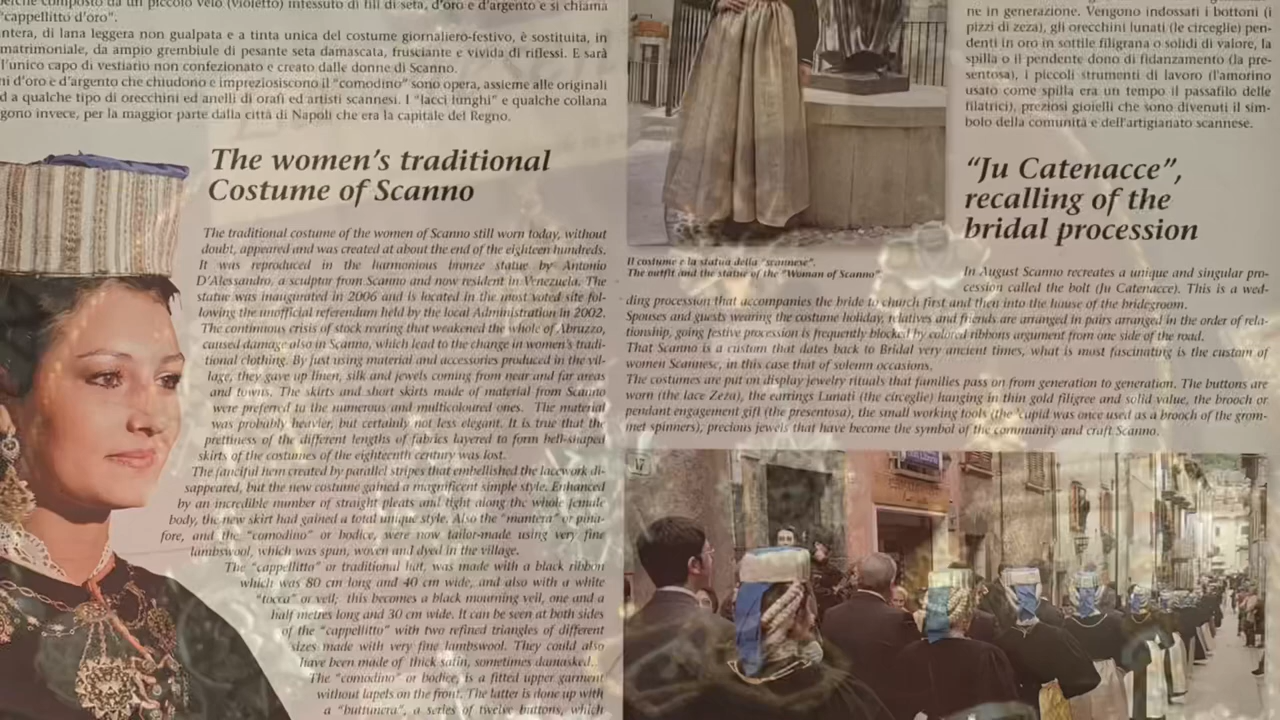 perché composto da un piccolo velo (violetto) intessuto di fili di seta, d'oro e d'argento e si chiama
"cappellitto d'oro".
ntera, di lana leggera non gualpata e a tinta unica del costume giornaliero-festivo, è sostituita, in
matrimoniale, da ampio grembiule di pesante seta damascata, frusciante e vivida di riflessi. E sarà
l'unico capo di vestiario non confezionato e creato dalle donne di Scanno.
ni d'oro e d'argento che chiudono e impreziosiscono il "comodino" sono opera, assieme alle originali
d a qualche tipo di orecchini ed anelli di orafi ed artisti scannesi. I "lacci lunghi" e qualche collana
gono invece, per la maggior parte dalla città di Napoli che era la capitale del Regno.
The women's traditional
Costume of Scanno
The traditional costume of the women of Scanno still worn today, without
doubt, appeared and was created at about the end of the eighteen hundreds.
It was reproduced in the harmonious bronze statue by Antonio
D'Alessandro, a sculptor from Scanno and now resident in Venezuela. The
statue was inaugurated in 2006 and is located in the most voted site fol-
lowing the unofficial referendum held by the local Administration in 2002.
The continuous crisis of stock rearing that weakened the whole of Abruzzo,
caused damage also in Scanno, which lead to the change in women's tradi-
tional clothing. By just using material and accessories produced in the vil-
lage, they gave up linen, silk and jewels coming from near and far areas
and towns. The skirts and short skirts made of material from Scanno
were preferred to the numerous and multicoloured ones. The material
was probably heavier, but certainly not less elegant. It is true that the
prettiness of the different lengths of fabrics layered to form bell-shaped
skirts of the costumes of the eighteenth century was lost.
The fanciful hem created by parallel stripes that embellished the lacework di-
sappeared, but the new costume gained a magnificent simple style. Enhanced
by an incredible number of straight pleats and tight along the whole female
body, the new skirt had gained a total unique style. Also the "mantera" or pina-
fore, and the "comodino" or bodice, were now tailor-made using very fine
lambswool, which was spun, woven and dyed in the village.
The "cappellitto" or traditional hat, was made with a black ribbon
which was 80 cm long and 40 cm wide, and also with a white
"tocca" or veil; this becomes a black mourning veil, one and a
half metres long and 30 cm wide. It can be seen at both sides
of the "cappellitto" with two refined triangles of different
sizes made with very fine lambswool. They could also
have been made of thick satin, sometimes damasked.
The "comodino" or bodice, is a fitted upper garment
without lapels on the front. The latter is done up with
a "buttunera", a series of twelve buttons, which
Il costume e la statua della "scannese".
The outfit and the statue of the "Woman of Scanno"
ne in generazione. Vengono indossati i bottoni (i
pizzi di zeza), gli orecchini lunati (le circeglie) pen-
denti in oro in sottile filigrana o solidi di valore, la
spilla o il pendente dono di fidanzamento (la pre-
sentosa), i piccoli strumenti di lavoro (l'amorino
usato come spilla era un tempo il passafilo delle
filatrici), preziosi gioielli che sono divenuti il sim-
bolo della comunità e dell'artigianato scannese.
"Ju Catenacce",
recalling of the
bridal procession
In August Scanno recreates a unique and singular pro-
cession called the bolt (Ju Catenacce). This is a wed-
ding procession that accompanies the bride to church first and then into the house of the bridegroom.
Spouses and guests wearing the costume holiday, relatives and friends are arranged in pairs arranged in the order of rela-
tionship, going festive procession is frequently blocked by colored ribbons argument from one side of the road.
That Scanno is a custom that dates back to Bridal very ancient times, what is most fascinating is the custom of
women Scannese, in this case that of solemn occasions.
The costumes are put on display jewelry rituals that families pass on from generation to generation. The buttons are
worn (the lace Zeza), the earrings Lunati (the circeglie) hanging in thin gold filigree and solid value, the brooch or
pendant engagement gift (the presentosa), the small working tools (the cupid was once used as a brooch of the grom-
met spinners), precious jewels that have become the symbol of the community and craft Scanno.
17